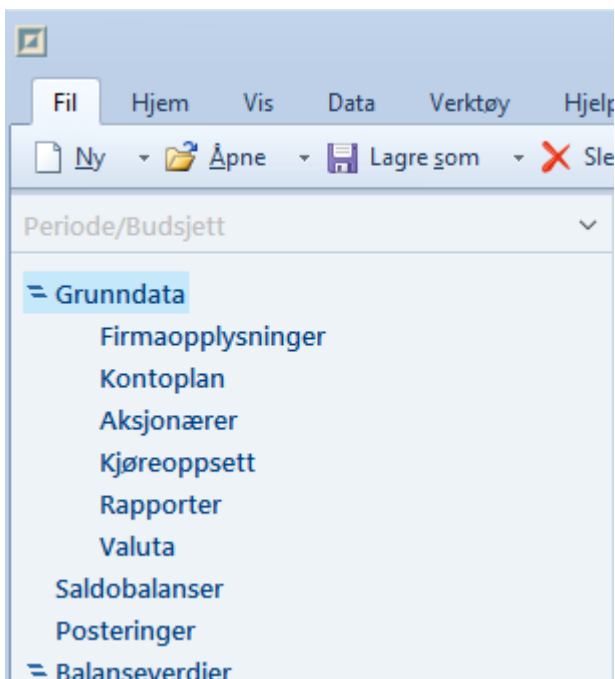 Fil Hjem Vis Data Verktøy
Ny Åpne Lagre som
Periode/Budsjett
Grunndata
Firmaopplysninger
Kontoplan
Aksjonærer
Kjøreoppsett
Rapporter
Valuta
Saldobalanser
Posteringer
Balanseverdier